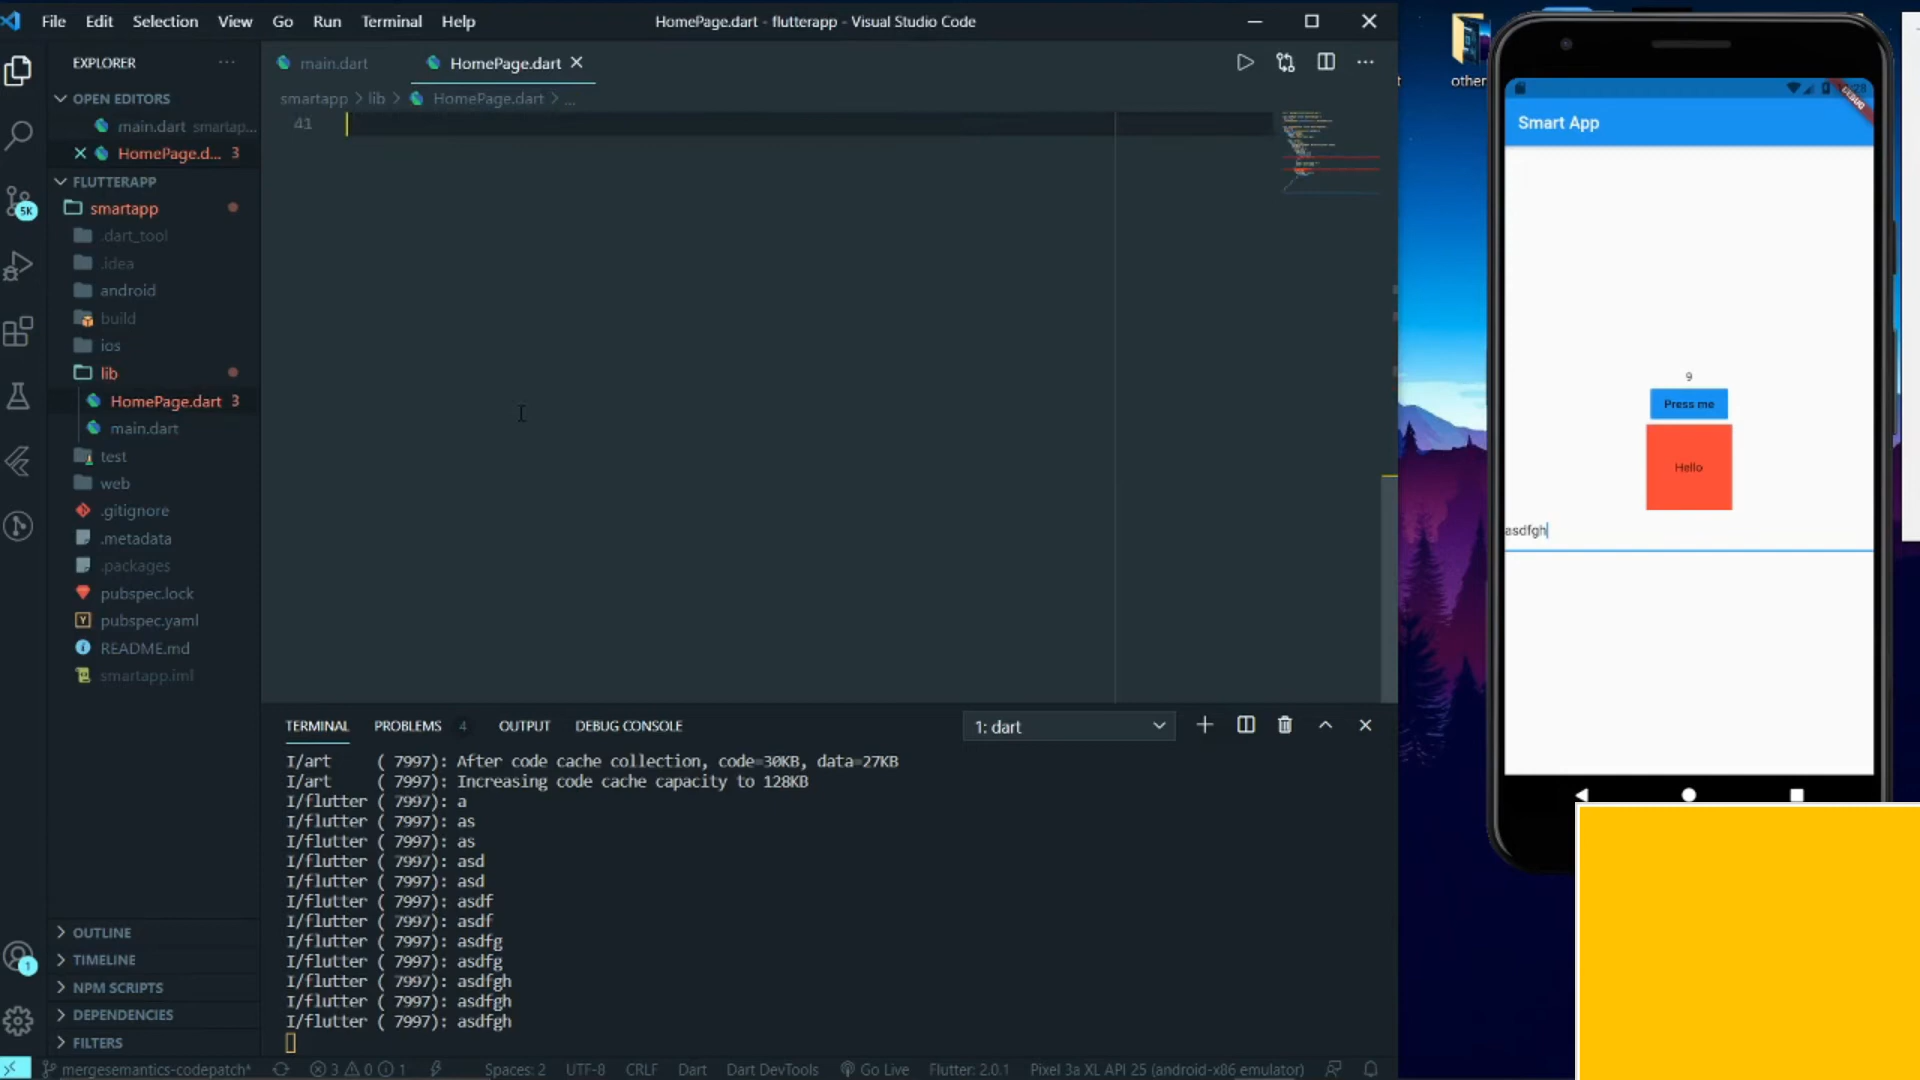 File Edit Selection View Go Run Terminal Help HomePage.dart - flutterapp - Visual Studio Code
EXPLORER
main.dart
HomePage.dart
OPEN EDITORS
smartapp > lib > HomePage.dart > ...
main.dart smartap...
41
HomePage.d... 3
FLUTTERAPP
smartapp
5K
.dart_tool
.idea
android
build
ios
lib
HomePage.dart 3
main.dart
test
web
.gitignore
.metadata
.packages
pubspec.lock
pubspec.yaml
README.md
smartapp.iml
OUTLINE
TIMELINE
1
NPM SCRIPTS
DEPENDENCIES
FILTERS
TERMINAL PROBLEMS 4 OUTPUT DEBUG CONSOLE 1: dart
I/art ( 7997): After code cache collection, code=30KB, data=27KB
I/art ( 7997): Increasing code cache capacity to 128KB
I/flutter ( 7997): a
I/flutter ( 7997): as
I/flutter ( 7997): as
I/flutter ( 7997): asd
I/flutter ( 7997): asd
I/flutter ( 7997): asdf
I/flutter ( 7997): asdf
I/flutter ( 7997): asdfg
I/flutter ( 7997): asdfg
I/flutter ( 7997): asdfgh
I/flutter ( 7997): asdfgh
I/flutter ( 7997): asdfgh
mergesemantics-codepatch* 3 0 1 Spaces: 2 UTF-8 CRLF Dart Dart DevTools Go Live Flutter: 2.0.1 Pixel 3a XL API 25 (android-x86 emulator)
other
DEBUG
Smart App
9
Press me
Hello
asdfgh